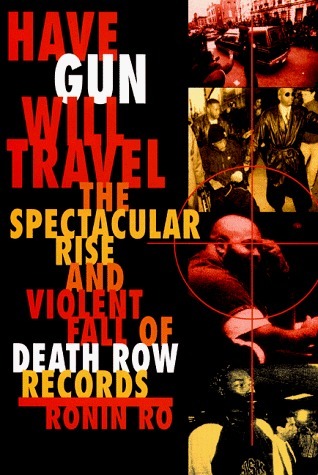 HAVE
GUN
WILL
TRAVEL
THE
SPECTACULAR
RISE
AND
VIOLENT
FALL OF
DEATH ROW
RECORDS
RONIN RO